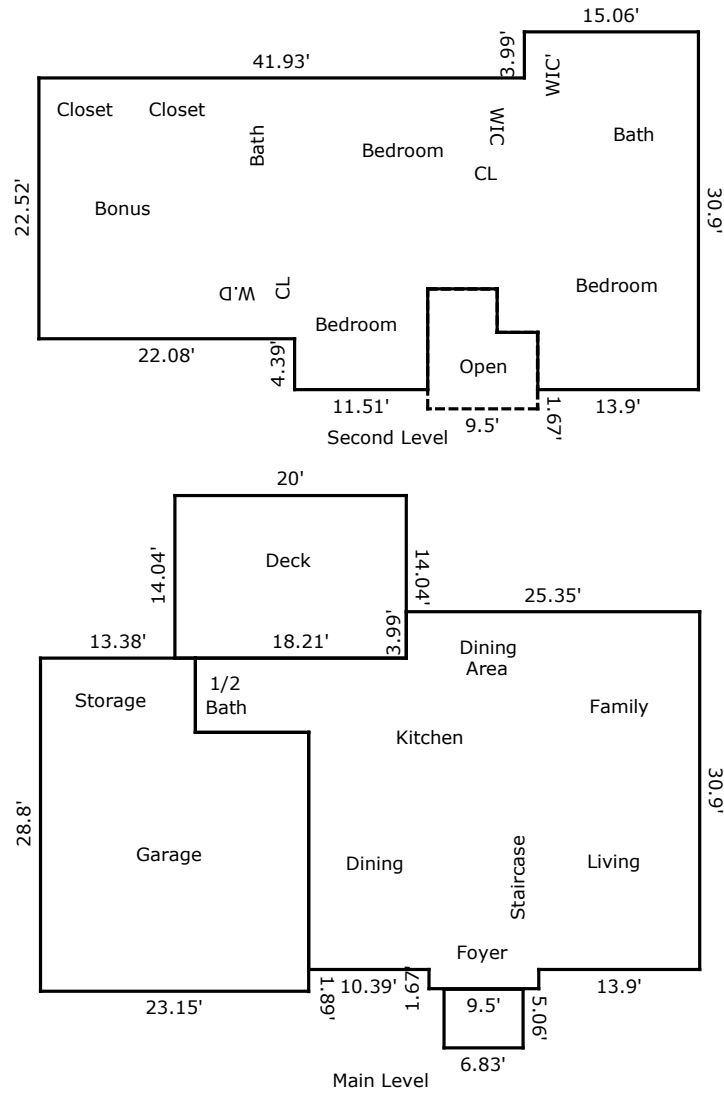 15.06'
3.99'
41.93'
WIC.
Closet
Closet
Bath
WIC
Bedroom
Bath
CL
22.52'
30.9'
Bonus
W.D
CL
Bedroom
Bedroom
22.08'
4.39'
Open
11.51'
9.5'
1.67'
13.9'
Second Level
20'
14.04'
Deck
14.04'
25.35'
13.38'
18.21'
3.99'
Dining
Area
Storage
1/2
Bath
Family
Kitchen
28.8'
30.9'
Garage
Dining
Staircase
Living
Foyer
23.15'
1.89'
10.39'
1.67'
9.5'
5.06'
13.9'
6.83'
Main Level